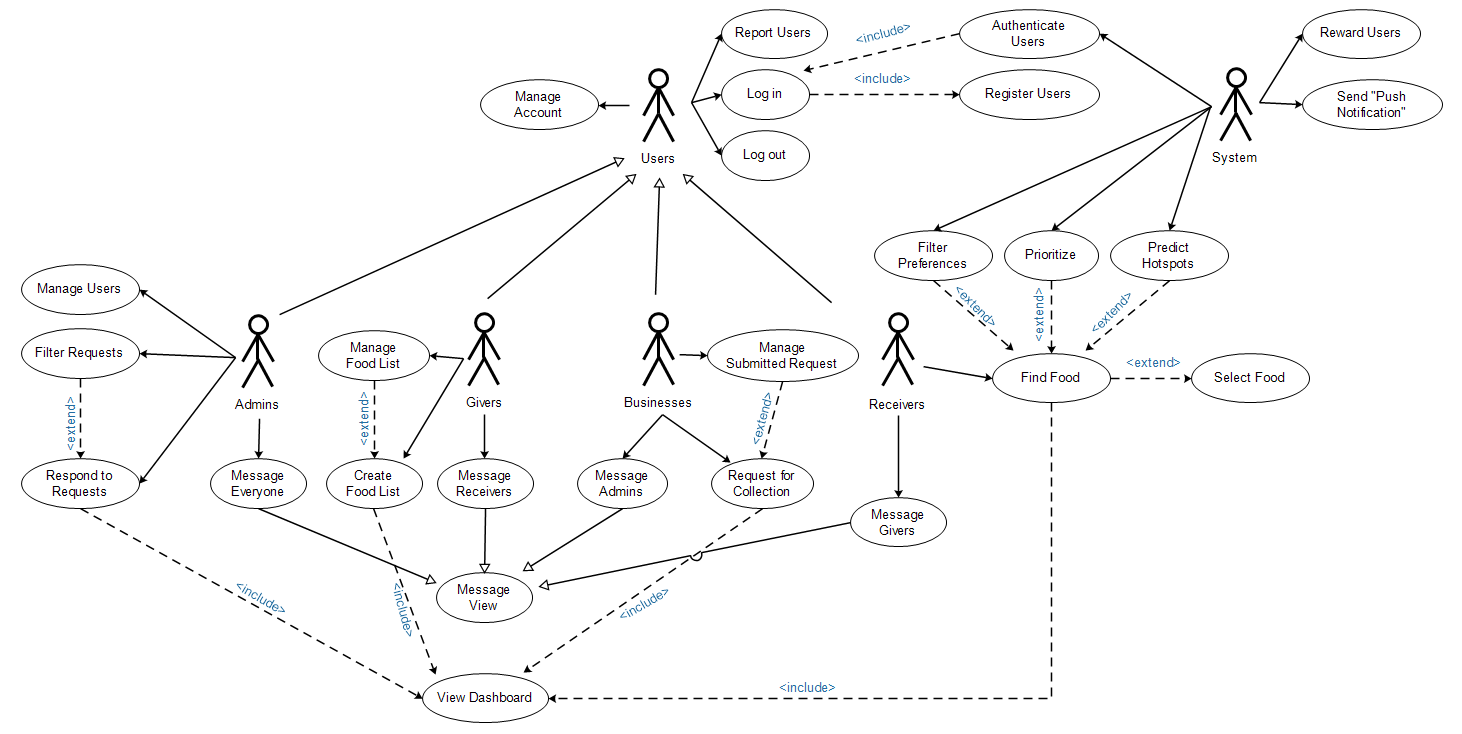 Report Users
<include>
Authenticate
Users
Reward Users
Manage
Account
Log in
<include>
Register Users
Send "Push
Notification"
Users
Log out
System
Filter
Preferences
Prioritize
Predict
Hotspots
Manage Users
<extend>
<extend>
<extend>
Filter Requests
Manage
Food List
Manage
Submitted Request
Find Food
<extend>
Select Food
Admins
Givers
Businesses
Receivers
<extend>
<extend>
<extend>
Respond to
Requests
Message
Everyone
Create
Food List
Message
Receivers
Message
Admins
Request for
Collection
Message
Givers
Message
View
<include>
<include>
<include>
View Dashboard
<include>